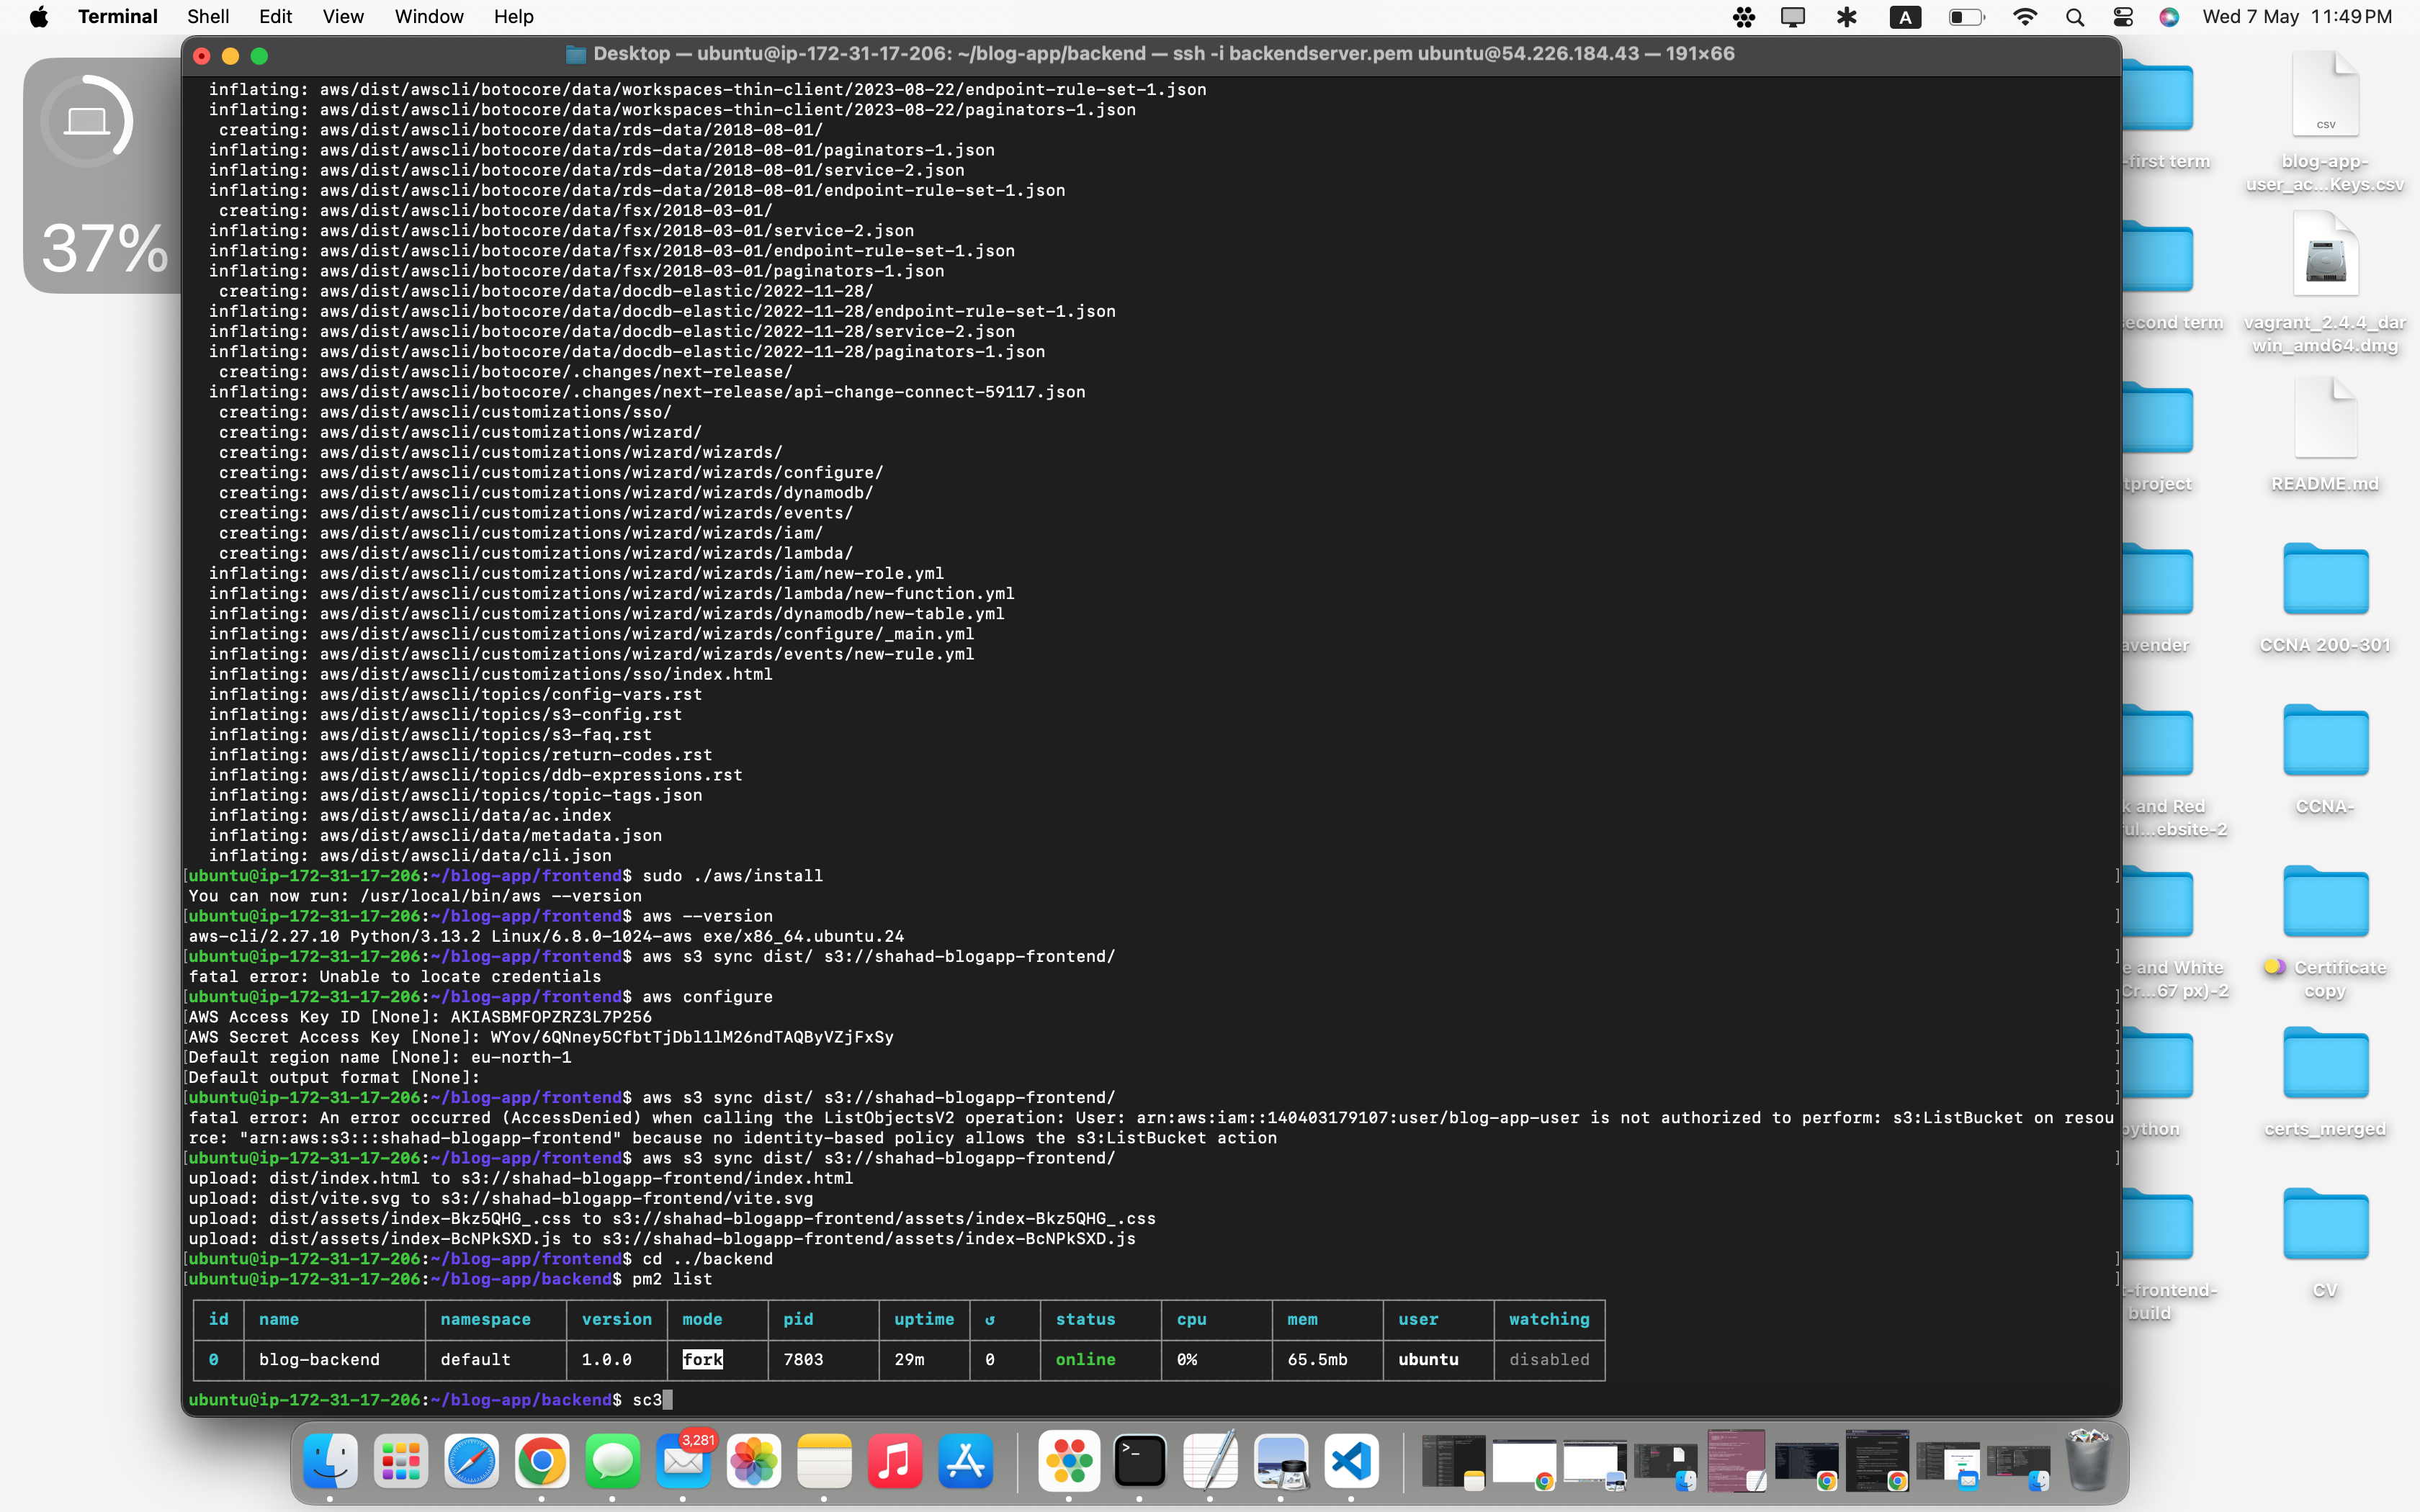 Terminal Shell Edit View Window Help
A
Wed 7 May 11:49 PM
Desktop — ubuntu@ip-172-31-17-206: ~/blog-app/backend — ssh -i backendserver.pem ubuntu@54.226.184.43 — 191×66
37%
inflating: aws/dist/awscli/botocore/data/workspaces-thin-client/2023-08-22/endpoint-rule-set-1.json
inflating: aws/dist/awscli/botocore/data/workspaces-thin-client/2023-08-22/paginators-1.json
creating: aws/dist/awscli/botocore/data/rds-data/2018-08-01/
inflating: aws/dist/awscli/botocore/data/rds-data/2018-08-01/paginators-1.json
inflating: aws/dist/awscli/botocore/data/rds-data/2018-08-01/service-2.json
inflating: aws/dist/awscli/botocore/data/rds-data/2018-08-01/endpoint-rule-set-1.json
creating: aws/dist/awscli/botocore/data/fsx/2018-03-01/
inflating: aws/dist/awscli/botocore/data/fsx/2018-03-01/service-2.json
inflating: aws/dist/awscli/botocore/data/fsx/2018-03-01/endpoint-rule-set-1.json
inflating: aws/dist/awscli/botocore/data/fsx/2018-03-01/paginators-1.json
creating: aws/dist/awscli/botocore/data/docdb-elastic/2022-11-28/
inflating: aws/dist/awscli/botocore/data/docdb-elastic/2022-11-28/endpoint-rule-set-1.json
inflating: aws/dist/awscli/botocore/data/docdb-elastic/2022-11-28/service-2.json
inflating: aws/dist/awscli/botocore/data/docdb-elastic/2022-11-28/paginators-1.json
creating: aws/dist/awscli/botocore/.changes/next-release/
inflating: aws/dist/awscli/botocore/.changes/next-release/api-change-connect-59117.json
creating: aws/dist/awscli/customizations/sso/
creating: aws/dist/awscli/customizations/wizard/
creating: aws/dist/awscli/customizations/wizard/wizards/
creating: aws/dist/awscli/customizations/wizard/wizards/configure/
creating: aws/dist/awscli/customizations/wizard/wizards/dynamodb/
creating: aws/dist/awscli/customizations/wizard/wizards/events/
creating: aws/dist/awscli/customizations/wizard/wizards/iam/
creating: aws/dist/awscli/customizations/wizard/wizards/lambda/
inflating: aws/dist/awscli/customizations/wizard/wizards/iam/new-role.yml
inflating: aws/dist/awscli/customizations/wizard/wizards/lambda/new-function.yml
inflating: aws/dist/awscli/customizations/wizard/wizards/dynamodb/new-table.yml
inflating: aws/dist/awscli/customizations/wizard/wizards/configure/_main.yml
inflating: aws/dist/awscli/customizations/wizard/wizards/events/new-rule.yml
inflating: aws/dist/awscli/customizations/sso/index.html
inflating: aws/dist/awscli/topics/config-vars.rst
inflating: aws/dist/awscli/topics/s3-config.rst
inflating: aws/dist/awscli/topics/s3-faq.rst
inflating: aws/dist/awscli/topics/return-codes.rst
inflating: aws/dist/awscli/topics/ddb-expressions.rst
inflating: aws/dist/awscli/topics/topic-tags.json
inflating: aws/dist/awscli/data/ac.index
inflating: aws/dist/awscli/data/metadata.json
inflating: aws/dist/awscli/data/cli.json
[ubuntu@ip-172-31-17-206:~/blog-app/frontend$ sudo ./aws/install ]
You can now run: /usr/local/bin/aws --version
[ubuntu@ip-172-31-17-206:~/blog-app/frontend$ aws --version ]
aws-cli/2.27.10 Python/3.13.2 Linux/6.8.0-1024-aws exe/x86_64.ubuntu.24
[ubuntu@ip-172-31-17-206:~/blog-app/frontend$ aws s3 sync dist/ s3://shahad-blogapp-frontend/ ]
fatal error: Unable to locate credentials
[ubuntu@ip-172-31-17-206:~/blog-app/frontend$ aws configure ]
[AWS Access Key ID [None]: AKIASBMFOPZRZ3L7P256 ]
[AWS Secret Access Key [None]: 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 ]
[Default region name [None]: eu-north-1 ]
[Default output format [None]: ]
[ubuntu@ip-172-31-17-206:~/blog-app/frontend$ aws s3 sync dist/ s3://shahad-blogapp-frontend/ ]
fatal error: An error occurred (AccessDenied) when calling the ListObjectsV2 operation: User: arn:aws:iam::140403179107:user/blog-app-user is not authorized to perform: s3:ListBucket on resou
rce: "arn:aws:s3:::shahad-blogapp-frontend" because no identity-based policy allows the s3:ListBucket action
[ubuntu@ip-172-31-17-206:~/blog-app/frontend$ aws s3 sync dist/ s3://shahad-blogapp-frontend/ ]
upload: dist/index.html to s3://shahad-blogapp-frontend/index.html
upload: dist/vite.svg to s3://shahad-blogapp-frontend/vite.svg
upload: dist/assets/index-Bkz5QHG_.css to s3://shahad-blogapp-frontend/assets/index-Bkz5QHG_.css
upload: dist/assets/index-BcNPkSXD.js to s3://shahad-blogapp-frontend/assets/index-BcNPkSXD.js
[ubuntu@ip-172-31-17-206:~/blog-app/frontend$ cd ../backend ]
[ubuntu@ip-172-31-17-206:~/blog-app/backend$ pm2 list ]
id name namespace version mode pid uptime ↺ status cpu mem user watching
0 blog-backend default 1.0.0 fork 7803 29m 0 online 0% 65.5mb ubuntu disabled
ubuntu@ip-172-31-17-206:~/blog-app/backend$ sc3
-first term
econd term
tproject
avender
k and Red
ful...ebsite-2
e and White
Cr...67 px)-2
python
t-frontend-
build
CSV
blog-app-
user_ac...Keys.csv
vagrant_2.4.4_dar
win_amd64.dmg
README.md
CCNA 200-301
CCNA-
Certificate
copy
certs_merged
CV
3,281